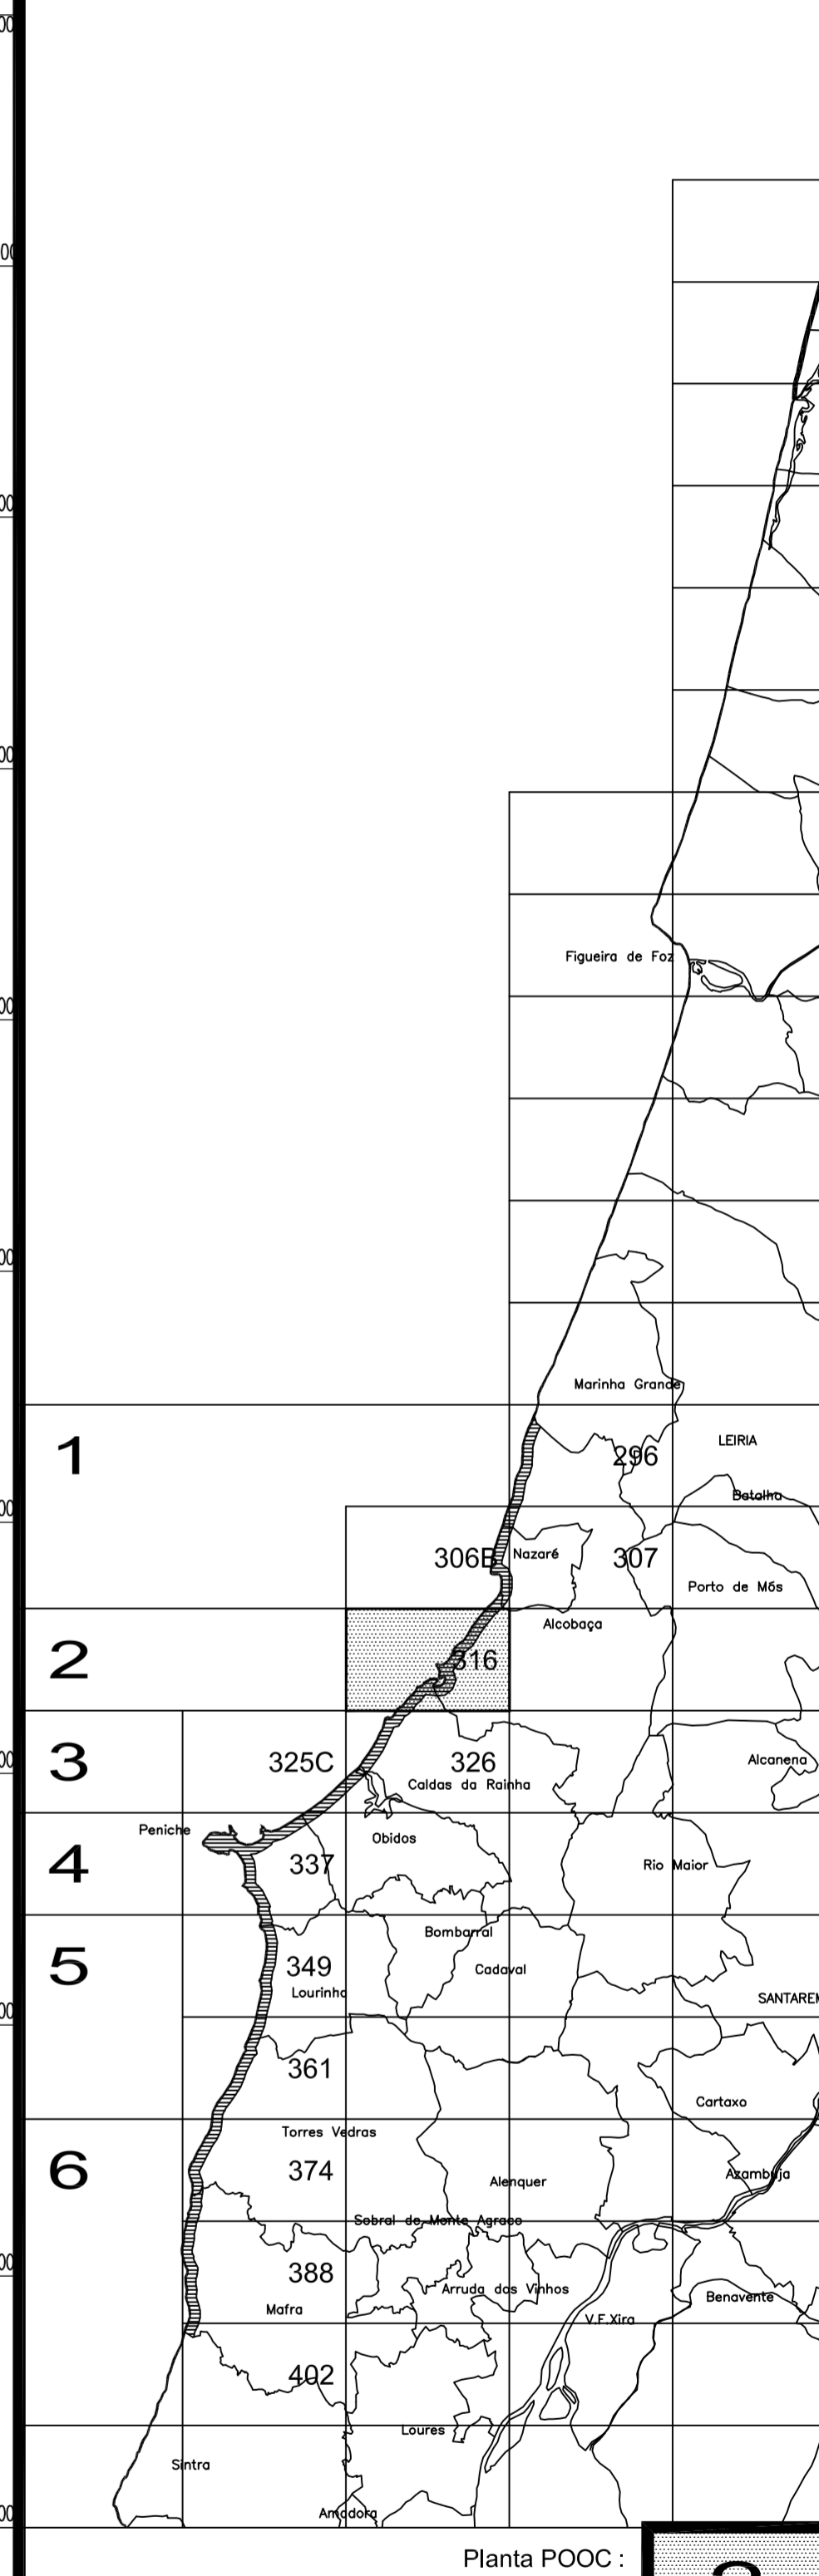 Figueira de Foz
Marinha Grande
1
296
LEIRIA
Batalha
306B
Nazaré
307
Porto de Mós
Alcobaça
2
316
3
325C
326
Alcanena
Caldas da Rainha
Peniche
Obidos
4
337
Rio Maior
Bombarral
5
349
Cadaval
Lourinha
361
Cartaxo
Torres Vedras
6
374
Azambuja
Alenquer
Sobral de Monte Agraco
388
Arruda dos Vinhos
Benavente
Mafra
V.F.Xira
402
Loures
Sintra
Amadora
Planta POOC :